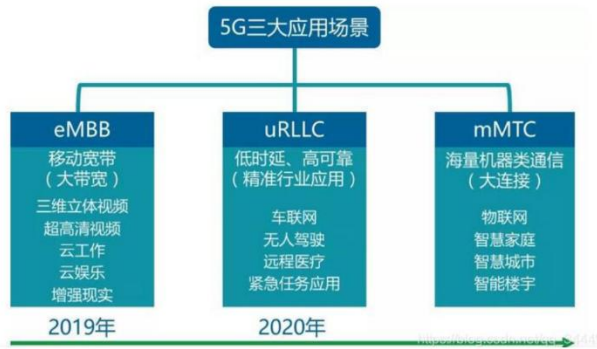 5G三大应用场景
eMBB
移动宽带
（大带宽）
三维立体视频
超高清视频
云工作
云娱乐
增强现实
2019年
uRLLC
低时延、高可靠
（精准行业应用）
车联网
无人驾驶
远程医疗
紧急任务应用
2020年
mMTC
海量机器类通信
（大连接）
物联网
智慧家庭
智慧城市
智能楼宇